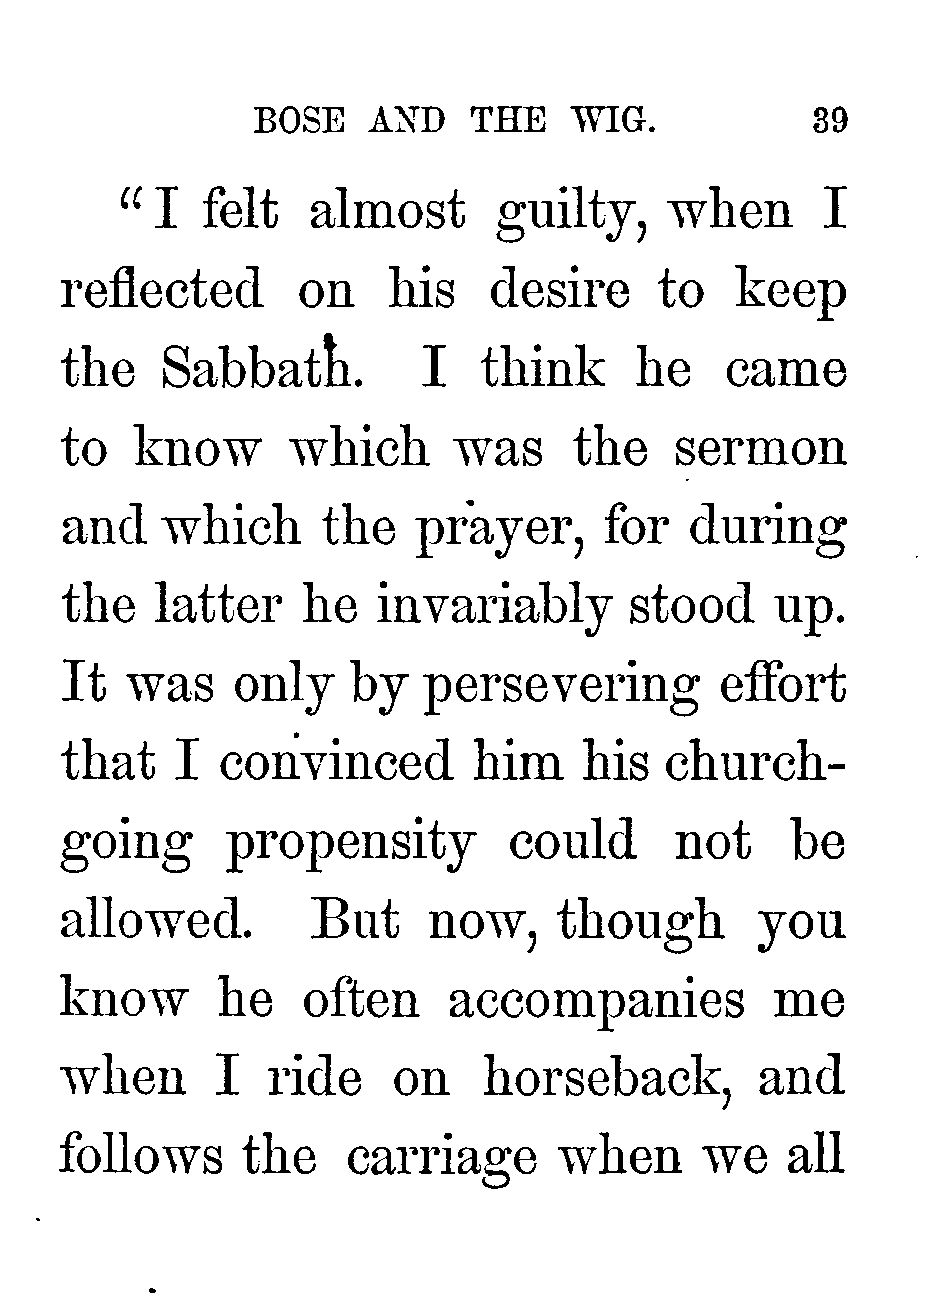 BOSE AND THE WIG. 39
“I felt almost guilty, when I
reflected on his desire to keep
the Sabbath. I think he came
to know which was the sermon
and which the prayer, for during
the latter he invariably stood up.
It was only by persevering effort
that I convinced him his church-
going propensity could not be
allowed. But now, though you
know he often accompanies me
when I ride on horseback, and
follows the carriage when we all